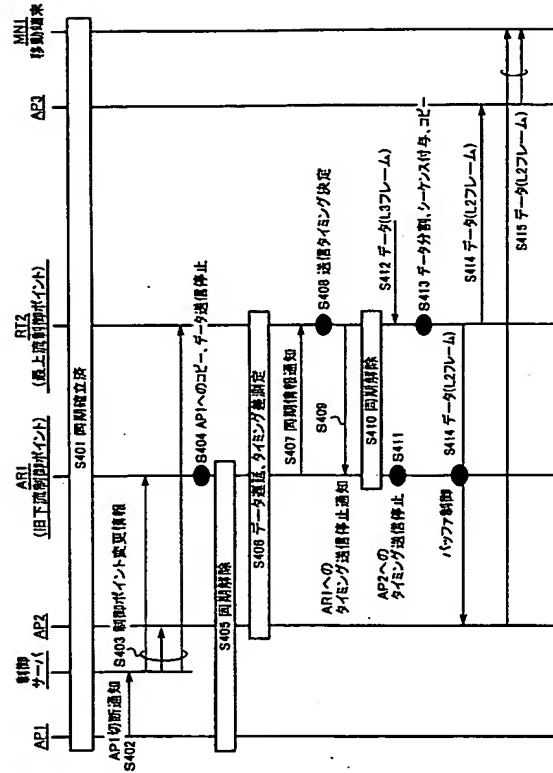 AP1
制御
サーバ
AP2
AR1
(旧下流制御ポイント)
RT2
(最上流制御ポイント)
AP3
MN1
移動端末
S401 同期確立済
AP1切断通知
S402
S403 制御ポイント変更情報
S404 AP1へのコピー、データ送信停止
S405 同期解除
S406 データ遅延、タイミング差測定
S407 同期情報通知
S408 送信タイミング決定
S409
AR1への
タイミング送信停止通知
S410 同期解除
AP2への
タイミング送信停止
S411
S412 データ(L3フレーム)
S413 データ分割、シーケンス付与、コピー
S414 データ(L2フレーム)
バッファ制御
S414 データ(L2フレーム)
S415 データ(L2フレーム)